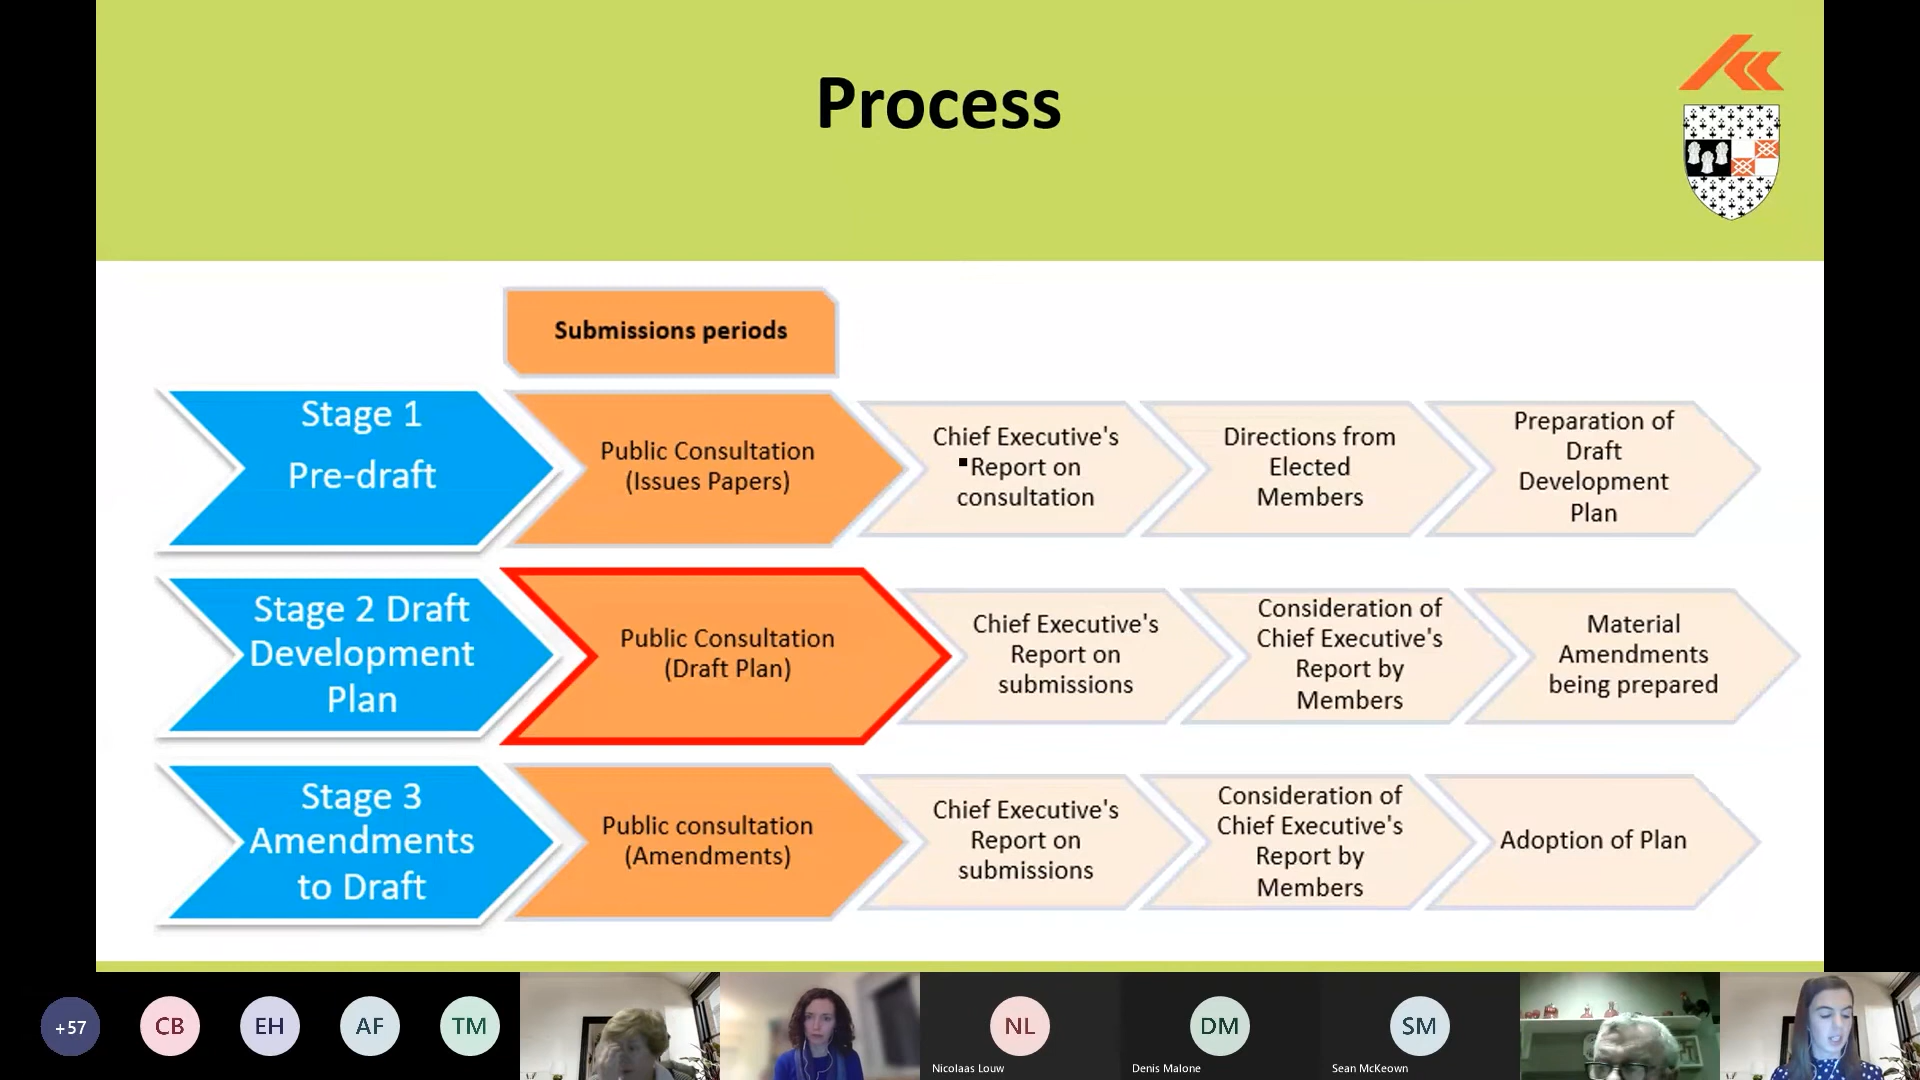 Process
Submissions periods
Stage 1
Pre-draft
Public Consultation
(Issues Papers)
Chief Executive's
▪Report on
consultation
Directions from
Elected
Members
Preparation of
Draft
Development
Plan
Stage 2 Draft
Development
Plan
Public Consultation
(Draft Plan)
Chief Executive's
Report on
submissions
Consideration of
Chief Executive's
Report by
Members
Material
Amendments
being prepared
Stage 3
Amendments
to Draft
Public consultation
(Amendments)
Chief Executive's
Report on
submissions
Consideration of
Chief Executive's
Report by
Members
Adoption of Plan
+57
CB
EH
AF
TM
NL
Nicolaas Louw
DM
Denis Malone
SM
Sean McKeown